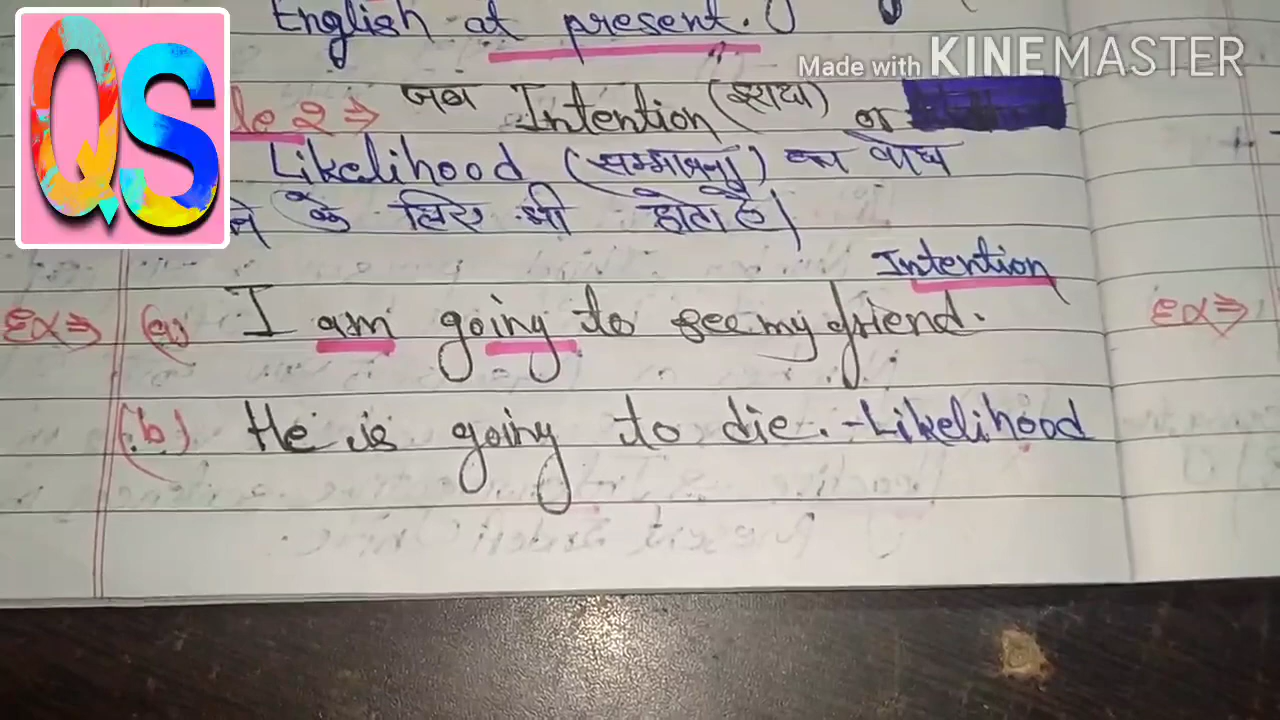 English at present.
Made with KINEMASTER
QS
le 2 ⇒ जब Intention (इरादा) or
Likelihood (सम्भावना) का बोध
ने के लिए भी होता है।
Intention
Ex ⇒ (a) I am going to see my friend.
Ex ⇒
(b) He is going to die. - Likelihood